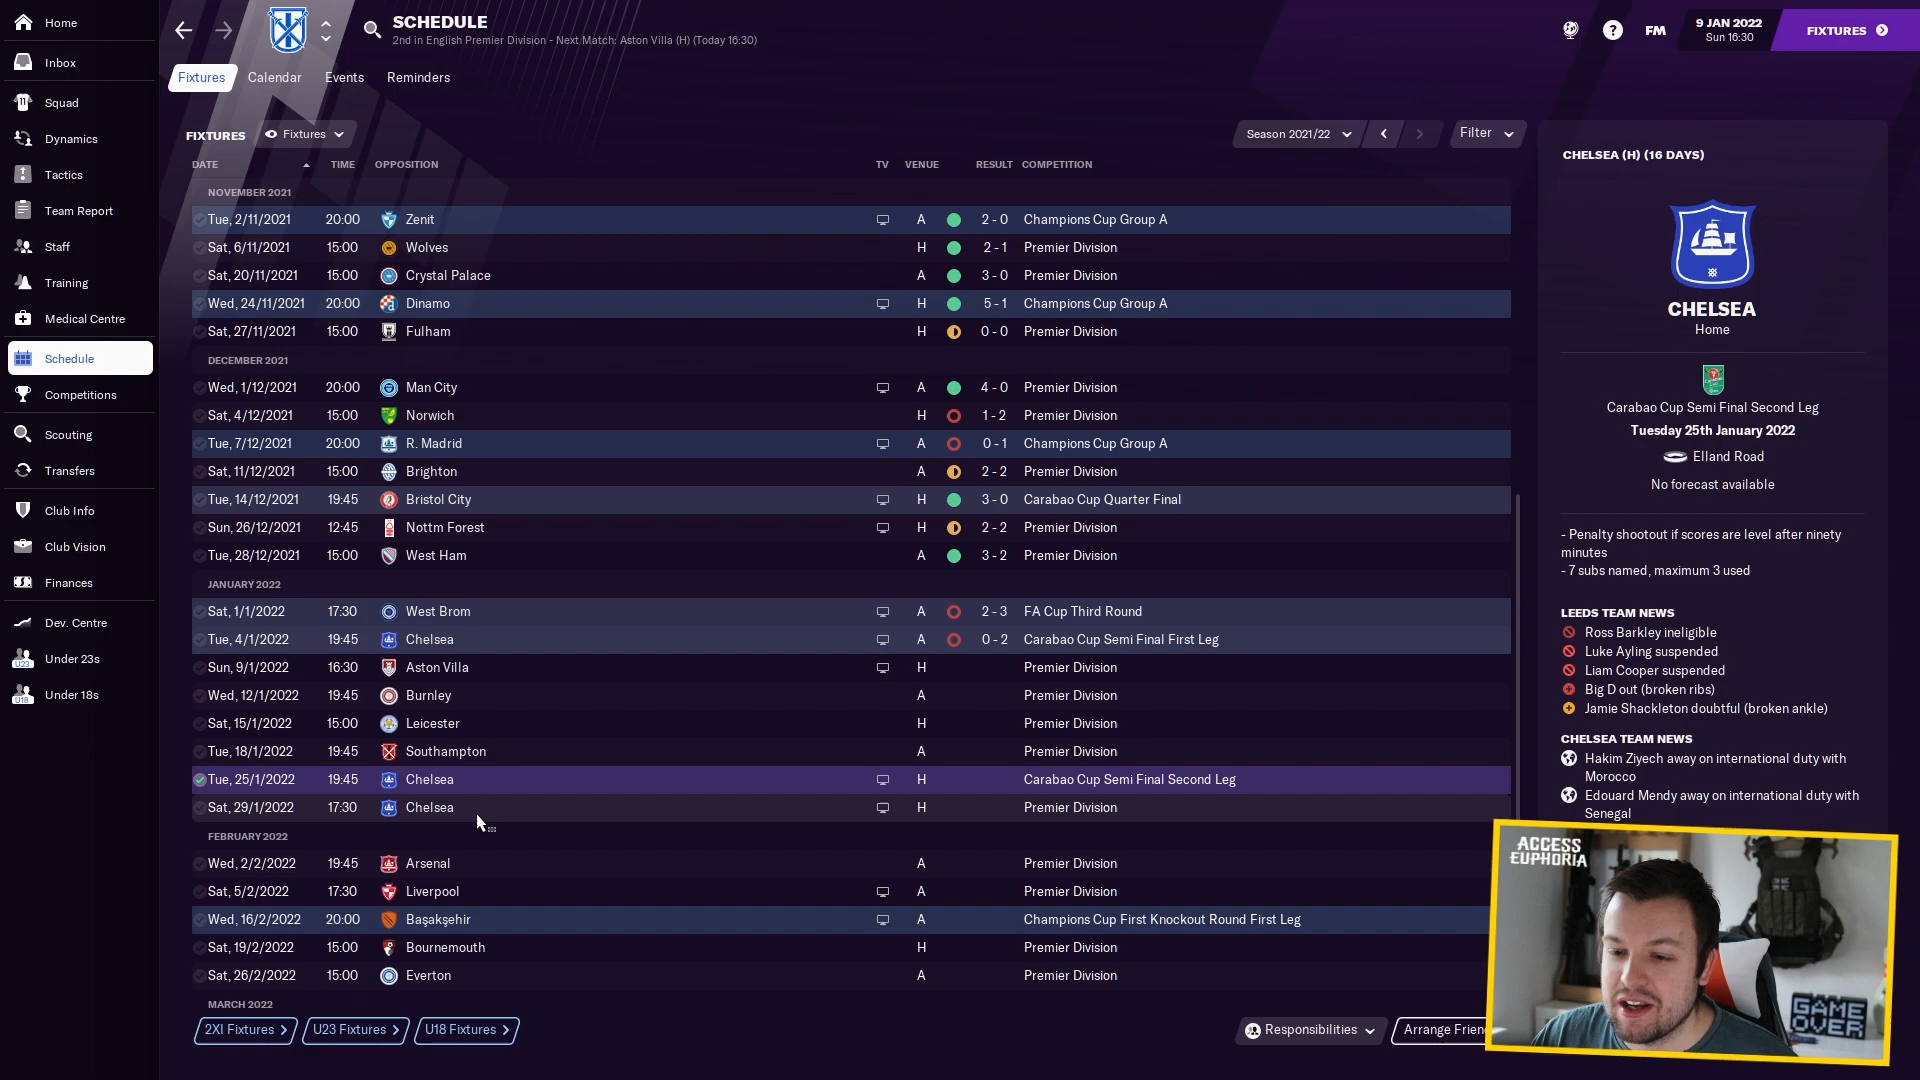 Home
Inbox
Squad
Dynamics
Tactics
Team Report
Staff
Training
Medical Centre
Schedule
Competitions
Scouting
Transfers
Club Info
Club Vision
Finances
Dev. Centre
U23 Under 23s
U18 Under 18s
SCHEDULE
2nd in English Premier Division - Next Match: Aston Villa (H) (Today 16:30)
FM
9 JAN 2022
Sun 16:30
FIXTURES
Fixtures Calendar Events Reminders
FIXTURES Fixtures Season 2021/22 Filter
DATE TIME OPPOSITION TV VENUE RESULT COMPETITION
NOVEMBER 2021
Tue, 2/11/2021 20:00 Zenit A 2 - 0 Champions Cup Group A
Sat, 6/11/2021 15:00 Wolves H 2 - 1 Premier Division
Sat, 20/11/2021 15:00 Crystal Palace A 3 - 0 Premier Division
Wed, 24/11/2021 20:00 Dinamo H 5 - 1 Champions Cup Group A
Sat, 27/11/2021 15:00 Fulham H 0 - 0 Premier Division
DECEMBER 2021
Wed, 1/12/2021 20:00 Man City A 4 - 0 Premier Division
Sat, 4/12/2021 15:00 Norwich H 1 - 2 Premier Division
Tue, 7/12/2021 20:00 R. Madrid A 0 - 1 Champions Cup Group A
Sat, 11/12/2021 15:00 Brighton A 2 - 2 Premier Division
Tue, 14/12/2021 19:45 Bristol City H 3 - 0 Carabao Cup Quarter Final
Sun, 26/12/2021 12:45 Nottm Forest H 2 - 2 Premier Division
Tue, 28/12/2021 15:00 West Ham A 3 - 2 Premier Division
JANUARY 2022
Sat, 1/1/2022 17:30 West Brom A 2 - 3 FA Cup Third Round
Tue, 4/1/2022 19:45 Chelsea A 0 - 2 Carabao Cup Semi Final First Leg
Sun, 9/1/2022 16:30 Aston Villa H Premier Division
Wed, 12/1/2022 19:45 Burnley A Premier Division
Sat, 15/1/2022 15:00 Leicester H Premier Division
Tue, 18/1/2022 19:45 Southampton A Premier Division
Tue, 25/1/2022 19:45 Chelsea H Carabao Cup Semi Final Second Leg
Sat, 29/1/2022 17:30 Chelsea H Premier Division
FEBRUARY 2022
Wed, 2/2/2022 19:45 Arsenal A Premier Division
Sat, 5/2/2022 17:30 Liverpool A Premier Division
Wed, 16/2/2022 20:00 Başakşehir A Champions Cup First Knockout Round First Leg
Sat, 19/2/2022 15:00 Bournemouth H Premier Division
Sat, 26/2/2022 15:00 Everton A Premier Division
MARCH 2022
2XI Fixtures U23 Fixtures U18 Fixtures Responsibilities Arrange Frien
CHELSEA (H) (16 DAYS)
CHELSEA
Home
Carabao Cup Semi Final Second Leg
Tuesday 25th January 2022
Elland Road
No forecast available
- Penalty shootout if scores are level after ninety
minutes
- 7 subs named, maximum 3 used
LEEDS TEAM NEWS
Ross Barkley ineligible
Luke Ayling suspended
Liam Cooper suspended
Big D out (broken ribs)
Jamie Shackleton doubtful (broken ankle)
CHELSEA TEAM NEWS
Hakim Ziyech away on international duty with
Morocco
Edouard Mendy away on international duty with
Senegal
ACCESS
EUPHORIA
GAME
OVER